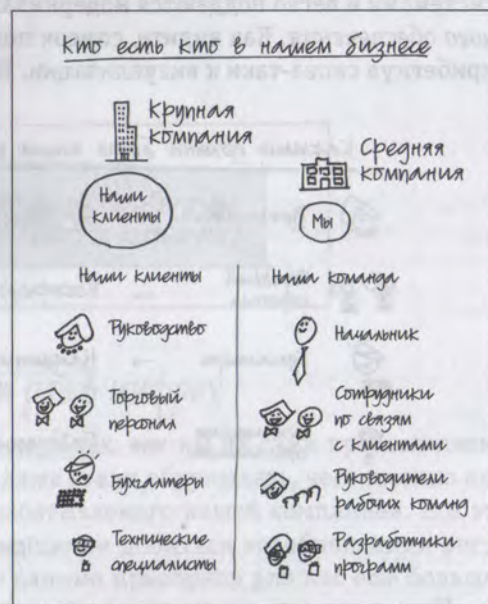 Кто есть кто в нашем бизнесе
Крупная
компания
Средняя
компания
Наши
клиенты
Мы
Наши клиенты
Руководство
Торговый
персонал
Бухгалтеры
Технические
специалисты
Наша команда
Начальник
Сотрудники
по связям
с клиентами
Руководители
рабочих команд
Разработчики
программ